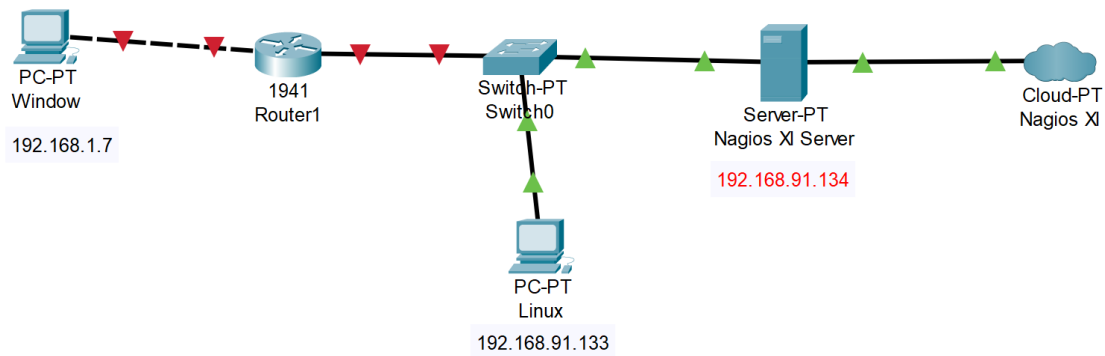 PC-PT
Window
192.168.1.7
1941
Router1
Switch-PT
Switch0
Server-PT
Nagios XI Server
192.168.91.134
Cloud-PT
Nagios XI
PC-PT
Linux
192.168.91.133